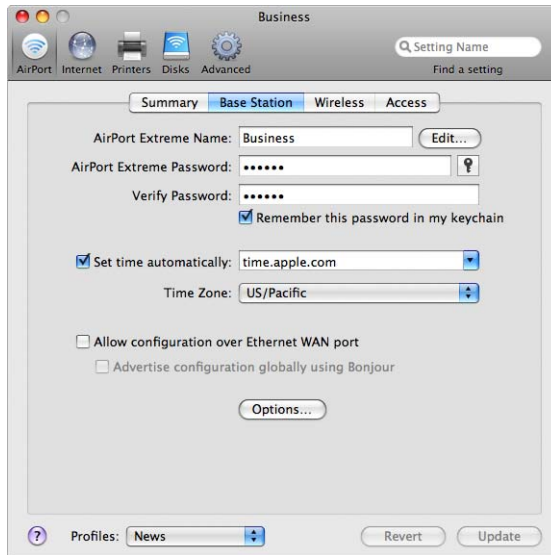 Business
Setting Name
AirPort Internet Printers Disks Advanced
Find a setting
Summary Base Station Wireless Access
AirPort Extreme Name: Business Edit...
AirPort Extreme Password: ••••••
Verify Password: ••••••
Remember this password in my keychain
Set time automatically: time.apple.com
Time Zone: US/Pacific
Allow configuration over Ethernet WAN port
Advertise configuration globally using Bonjour
Options...
? Profiles: News Revert Update